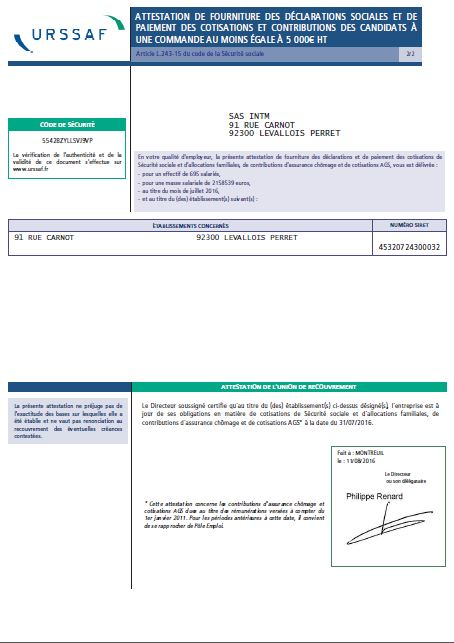 URSSAF
ATTESTATION DE FOURNITURE DES DÉCLARATIONS SOCIALES ET DE
PAIEMENT DES COTISATIONS ET CONTRIBUTIONS DES CANDIDATS À
UNE COMMANDE AU MOINS ÉGALE À 5 000€ HT
Article L.243-15 du code de la Sécurité sociale
2/2
SAS INTM
91 RUE CARNOT
92300 LEVALLOIS PERRET
CODE DE SÉCURITÉ
5542BZYLLSVJ9VP
La vérification de l'authenticité et de la
validité de ce document s'effectue sur
www.urssaf.fr
En votre qualité d'employeur, la présente attestation de fourniture des déclarations et de paiement des cotisations de
Sécurité sociale et d'allocations familiales, de contributions d'assurance chômage et de cotisations AGS, vous est délivrée :
- pour un effectif de 695 salariés,
- pour une masse salariale de 2158539 euros,
- au titre du mois de juillet 2016,
- et au titre du (des) établissement(s) suivant(s) :
ÉTABLISSEMENTS CONCERNÉS
NUMÉRO SIRET
91 RUE CARNOT 92300 LEVALLOIS PERRET
45320724300032
ATTESTATION DE L'UNION DE RECOUVREMENT
La présente attestation ne préjuge pas de
l'exactitude des bases sur lesquelles elle a
été établie et ne vaut pas renonciation au
recouvrement des éventuelles créances
contestées.
Le Directeur soussigné certifie qu'au titre du (des) établissement(s) ci-dessus désigné(s), l'entreprise est à
jour de ses obligations en matière de cotisations de Sécurité sociale et d'allocations familiales, de
contributions d'assurance chômage et de cotisations AGS* à la date du 31/07/2016.
Fait à : MONTREUIL
le : 11/08/2016
Le Directeur
ou son délégataire
Philippe Renard
* Cette attestation concerne les contributions d'assurance chômage et
cotisations AGS dues au titre des rémunérations versées à compter du
1er janvier 2011. Pour les périodes antérieures à cette date, il convient
de se rapprocher de Pôle Emploi.